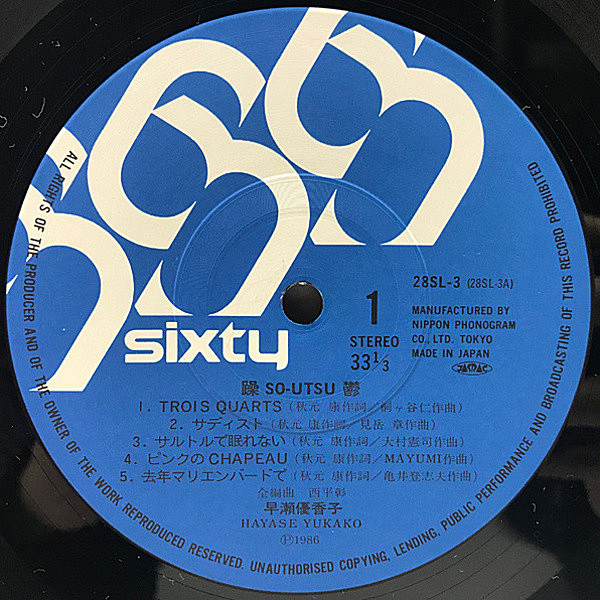 sixty
1
STEREO
33⅓
28SL-3 (28SL-3A)
MANUFACTURED BY
NIPPON PHONOGRAM
CO., LTD. TOKYO
MADE IN JAPAN
JASRAC
躁 SO-UTSU 鬱
1. TROIS QUARTS (秋元 康作詞/桐ヶ谷仁作曲)
2. サディスト (秋元 康作詞/見岳 章作曲)
3. サルトルで眠れない (秋元 康作詞/大村憲司作曲)
4. ピンクのCHAPEAU (秋元 康作詞/MAYUMI作曲)
5. 去年マリエンバードで (秋元 康作詞/亀井登志夫作曲)
全編曲 西平彰
早瀬優香子
HAYASE YUKAKO
Ⓟ1986
ALL RIGHTS OF THE PRODUCER AND OF THE OWNER OF THE WORK REPRODUCED RESERVED. UNAUTHORISED COPYING, LENDING, PUBLIC PERFORMANCE AND BROADCASTING OF THIS RECORD PROHIBITED